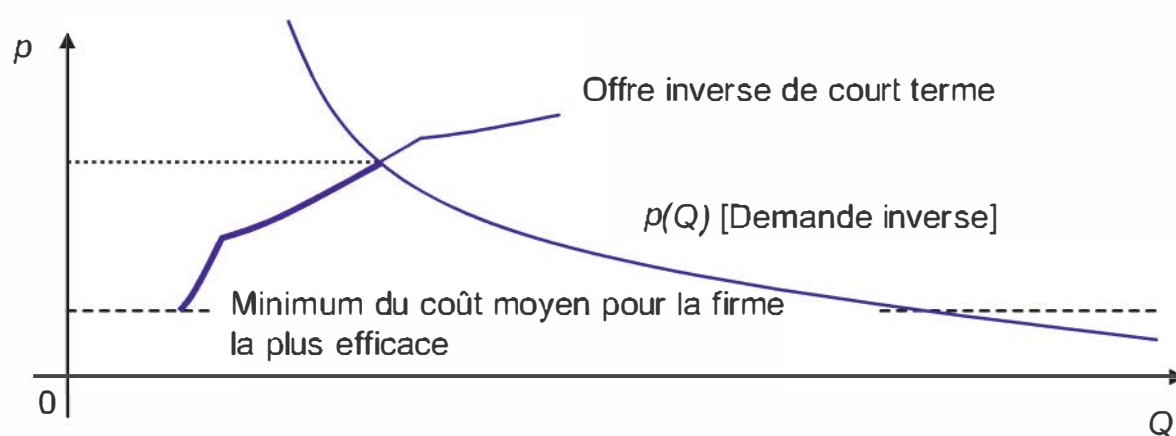 p
Offre inverse de court terme
p(Q) [Demande inverse]
Minimum du coût moyen pour la firme
la plus efficace
0
Q